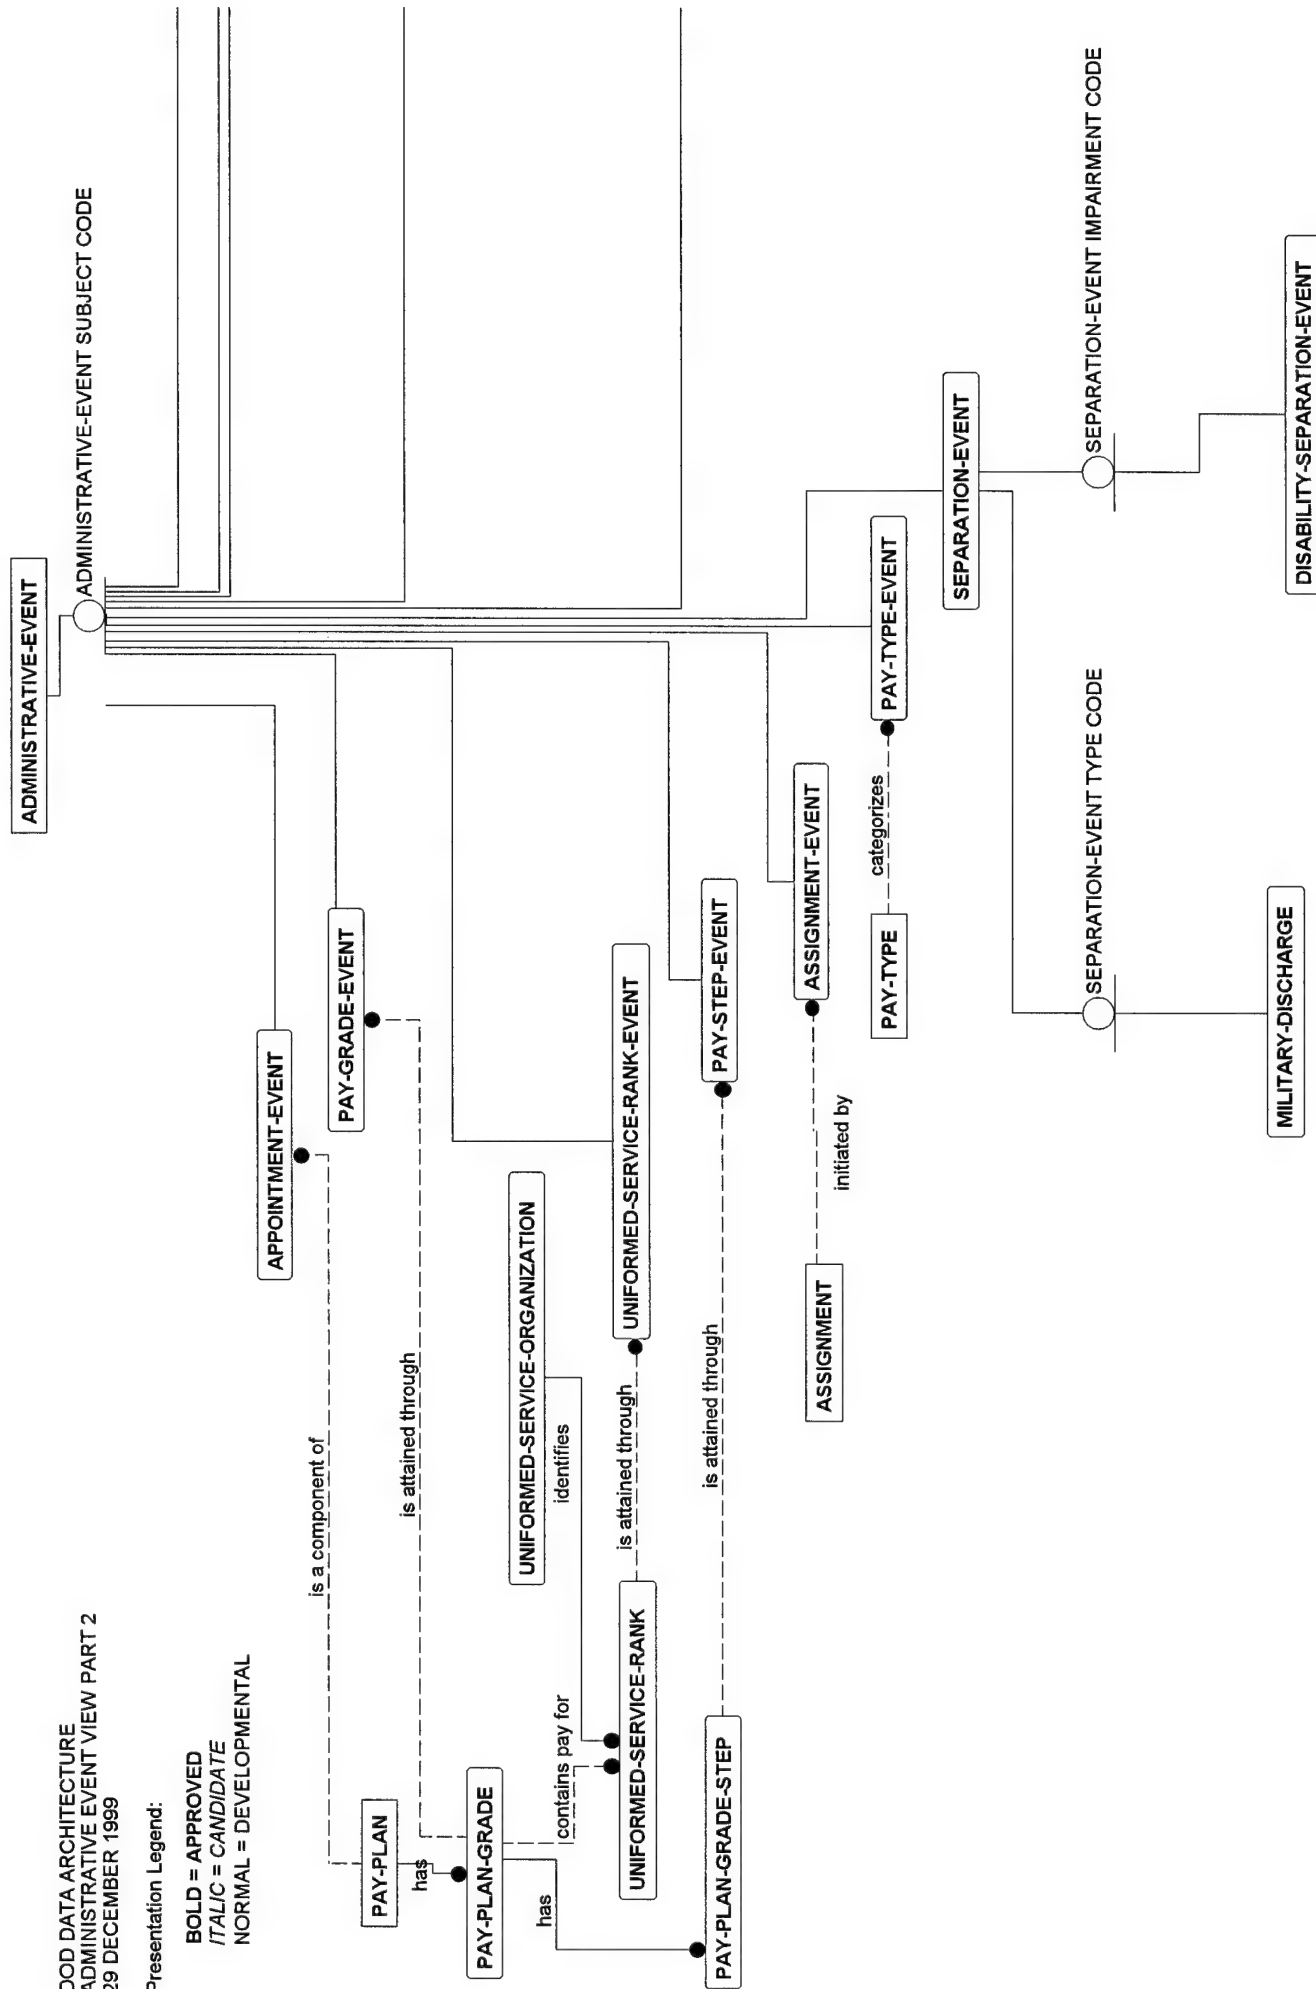 DOD DATA ARCHITECTURE
ADMINISTRATIVE EVENT VIEW PART 2
29 DECEMBER 1999
Presentation Legend:
BOLD = APPROVED
ITALIC = CANDIDATE
NORMAL = DEVELOPMENTAL
ADMINISTRATIVE-EVENT
ADMINISTRATIVE-EVENT SUBJECT CODE
APPOINTMENT-EVENT
is a component of
PAY-GRADE-EVENT
PAY-PLAN
is attained through
has
PAY-PLAN-GRADE
UNIFORMED-SERVICE-ORGANIZATION
identifies
contains pay for
has
UNIFORMED-SERVICE-RANK
is attained through
UNIFORMED-SERVICE-RANK-EVENT
PAY-PLAN-GRADE-STEP
is attained through
PAY-STEP-EVENT
ASSIGNMENT
initiated by
ASSIGNMENT-EVENT
PAY-TYPE
categorizes
PAY-TYPE-EVENT
SEPARATION-EVENT
SEPARATION-EVENT TYPE CODE
SEPARATION-EVENT IMPAIRMENT CODE
MILITARY-DISCHARGE
DISABILITY-SEPARATION-EVENT